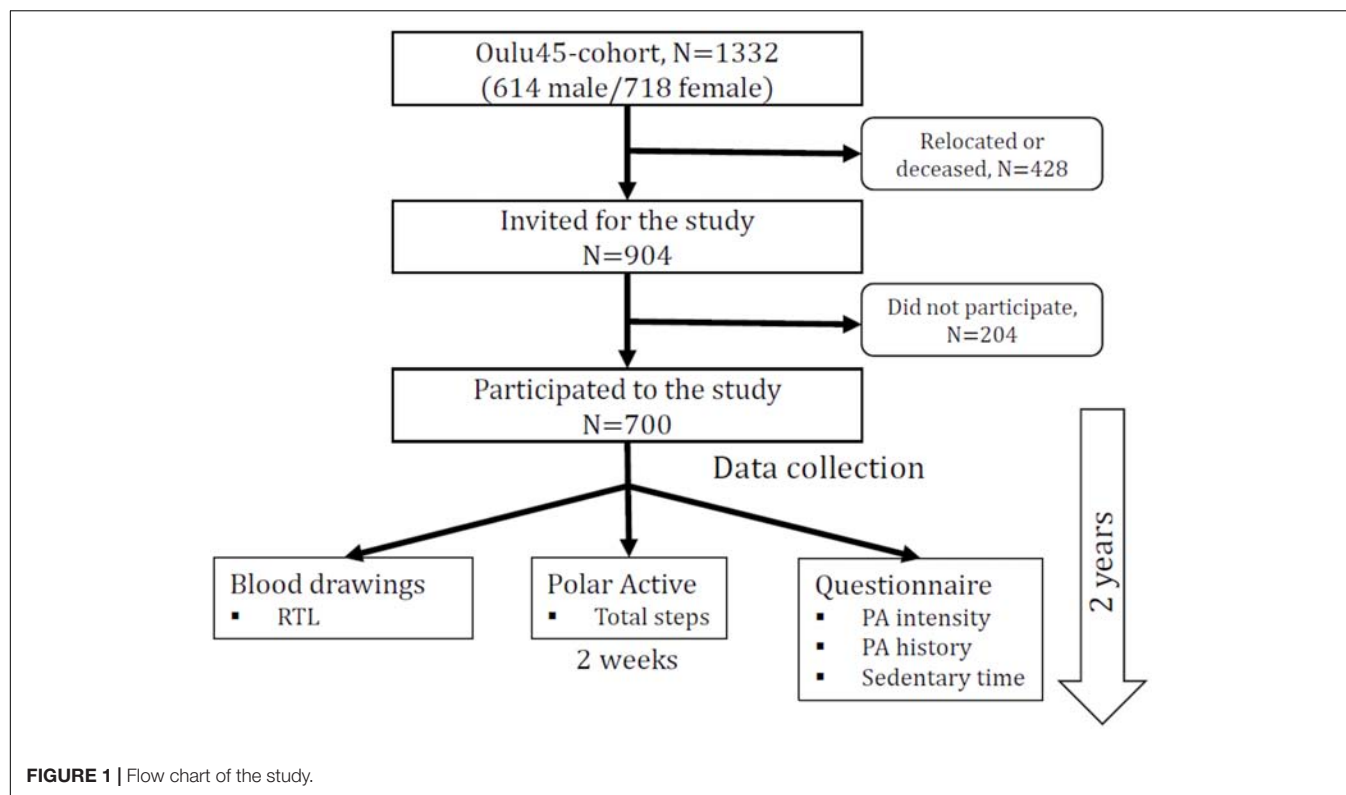 Oulu45-cohort, N=1332
(614 male/718 female)
Relocated or
deceased, N=428
Invited for the study
N=904
Did not participate,
N=204
Participated to the study
N=700
Data collection
Blood drawings
▪ RTL
Polar Active
▪ Total steps
2 weeks
Questionnaire
▪ PA intensity
▪ PA history
▪ Sedentary time
2 years
FIGURE 1 | Flow chart of the study.